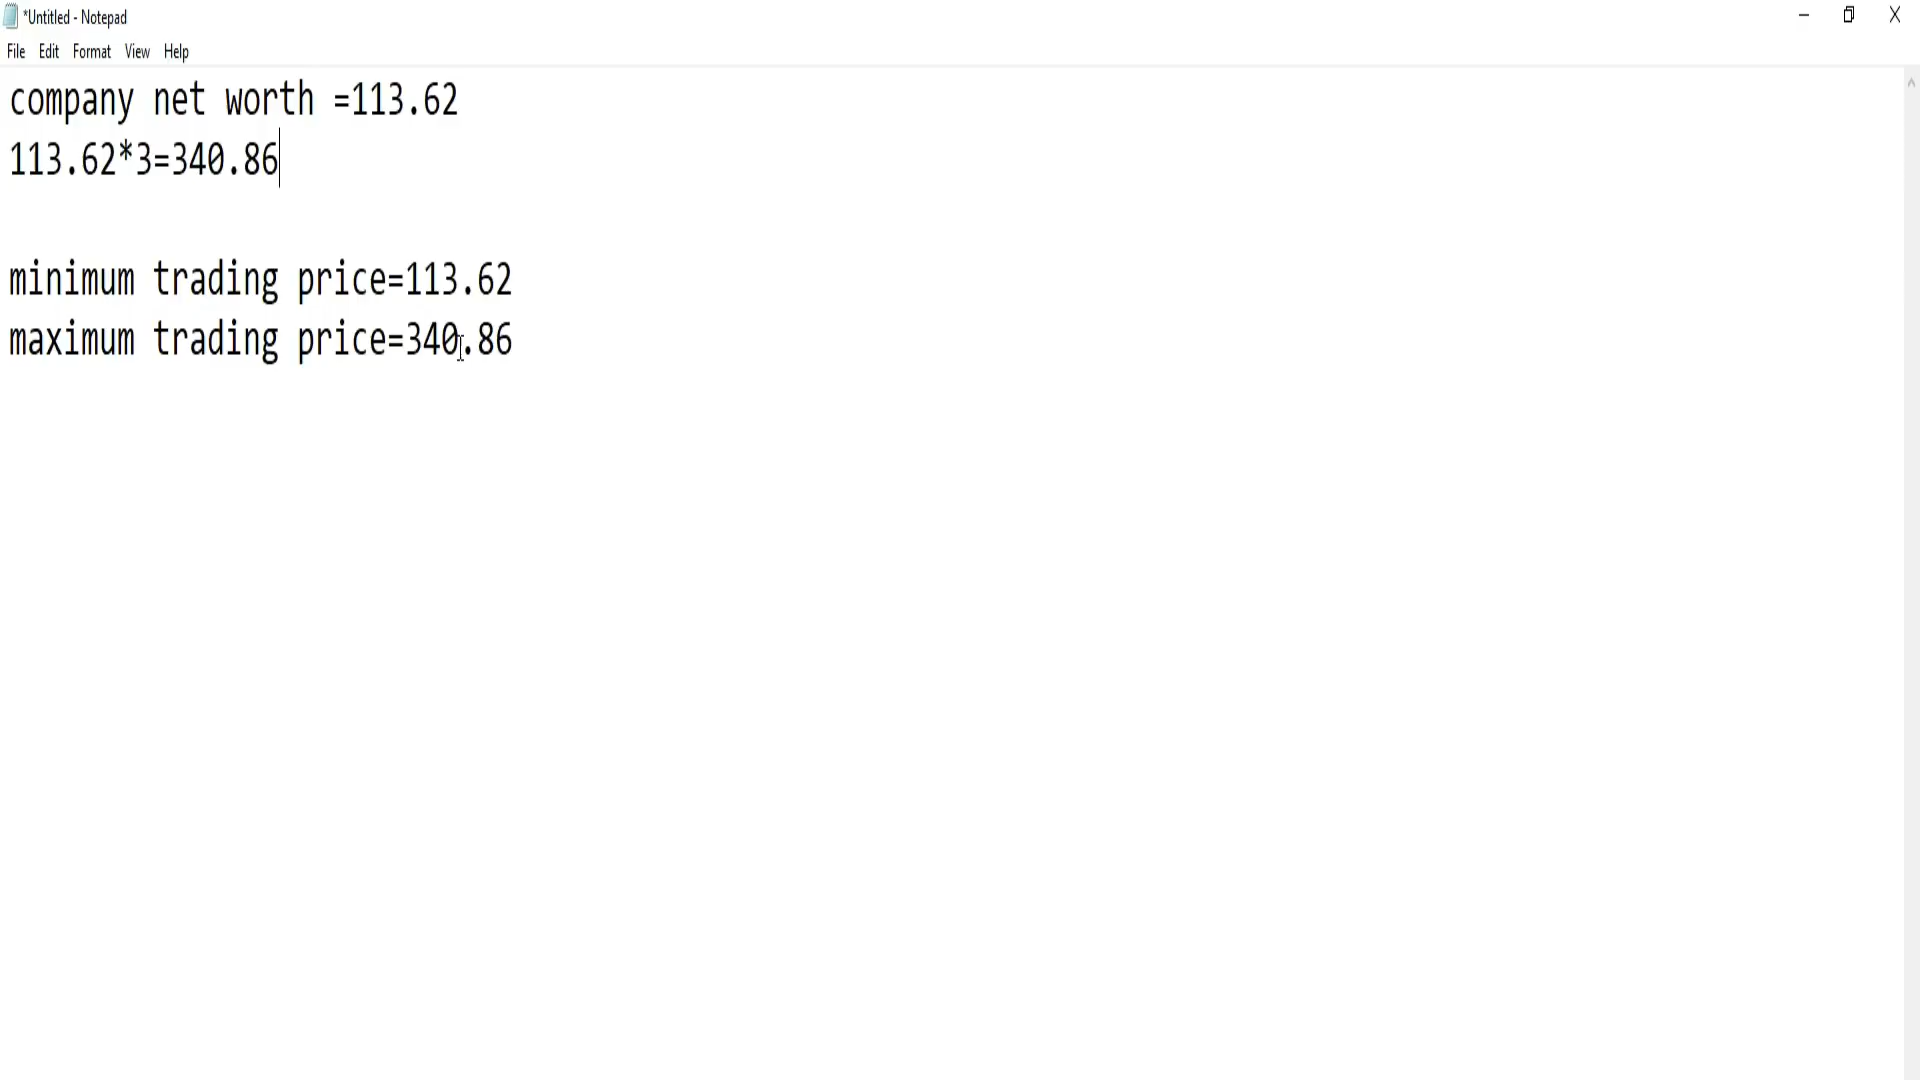 *Untitled - Notepad
File Edit Format View Help
company net worth =113.62
113.62*3=340.86
minimum trading price=113.62
maximum trading price=340.86